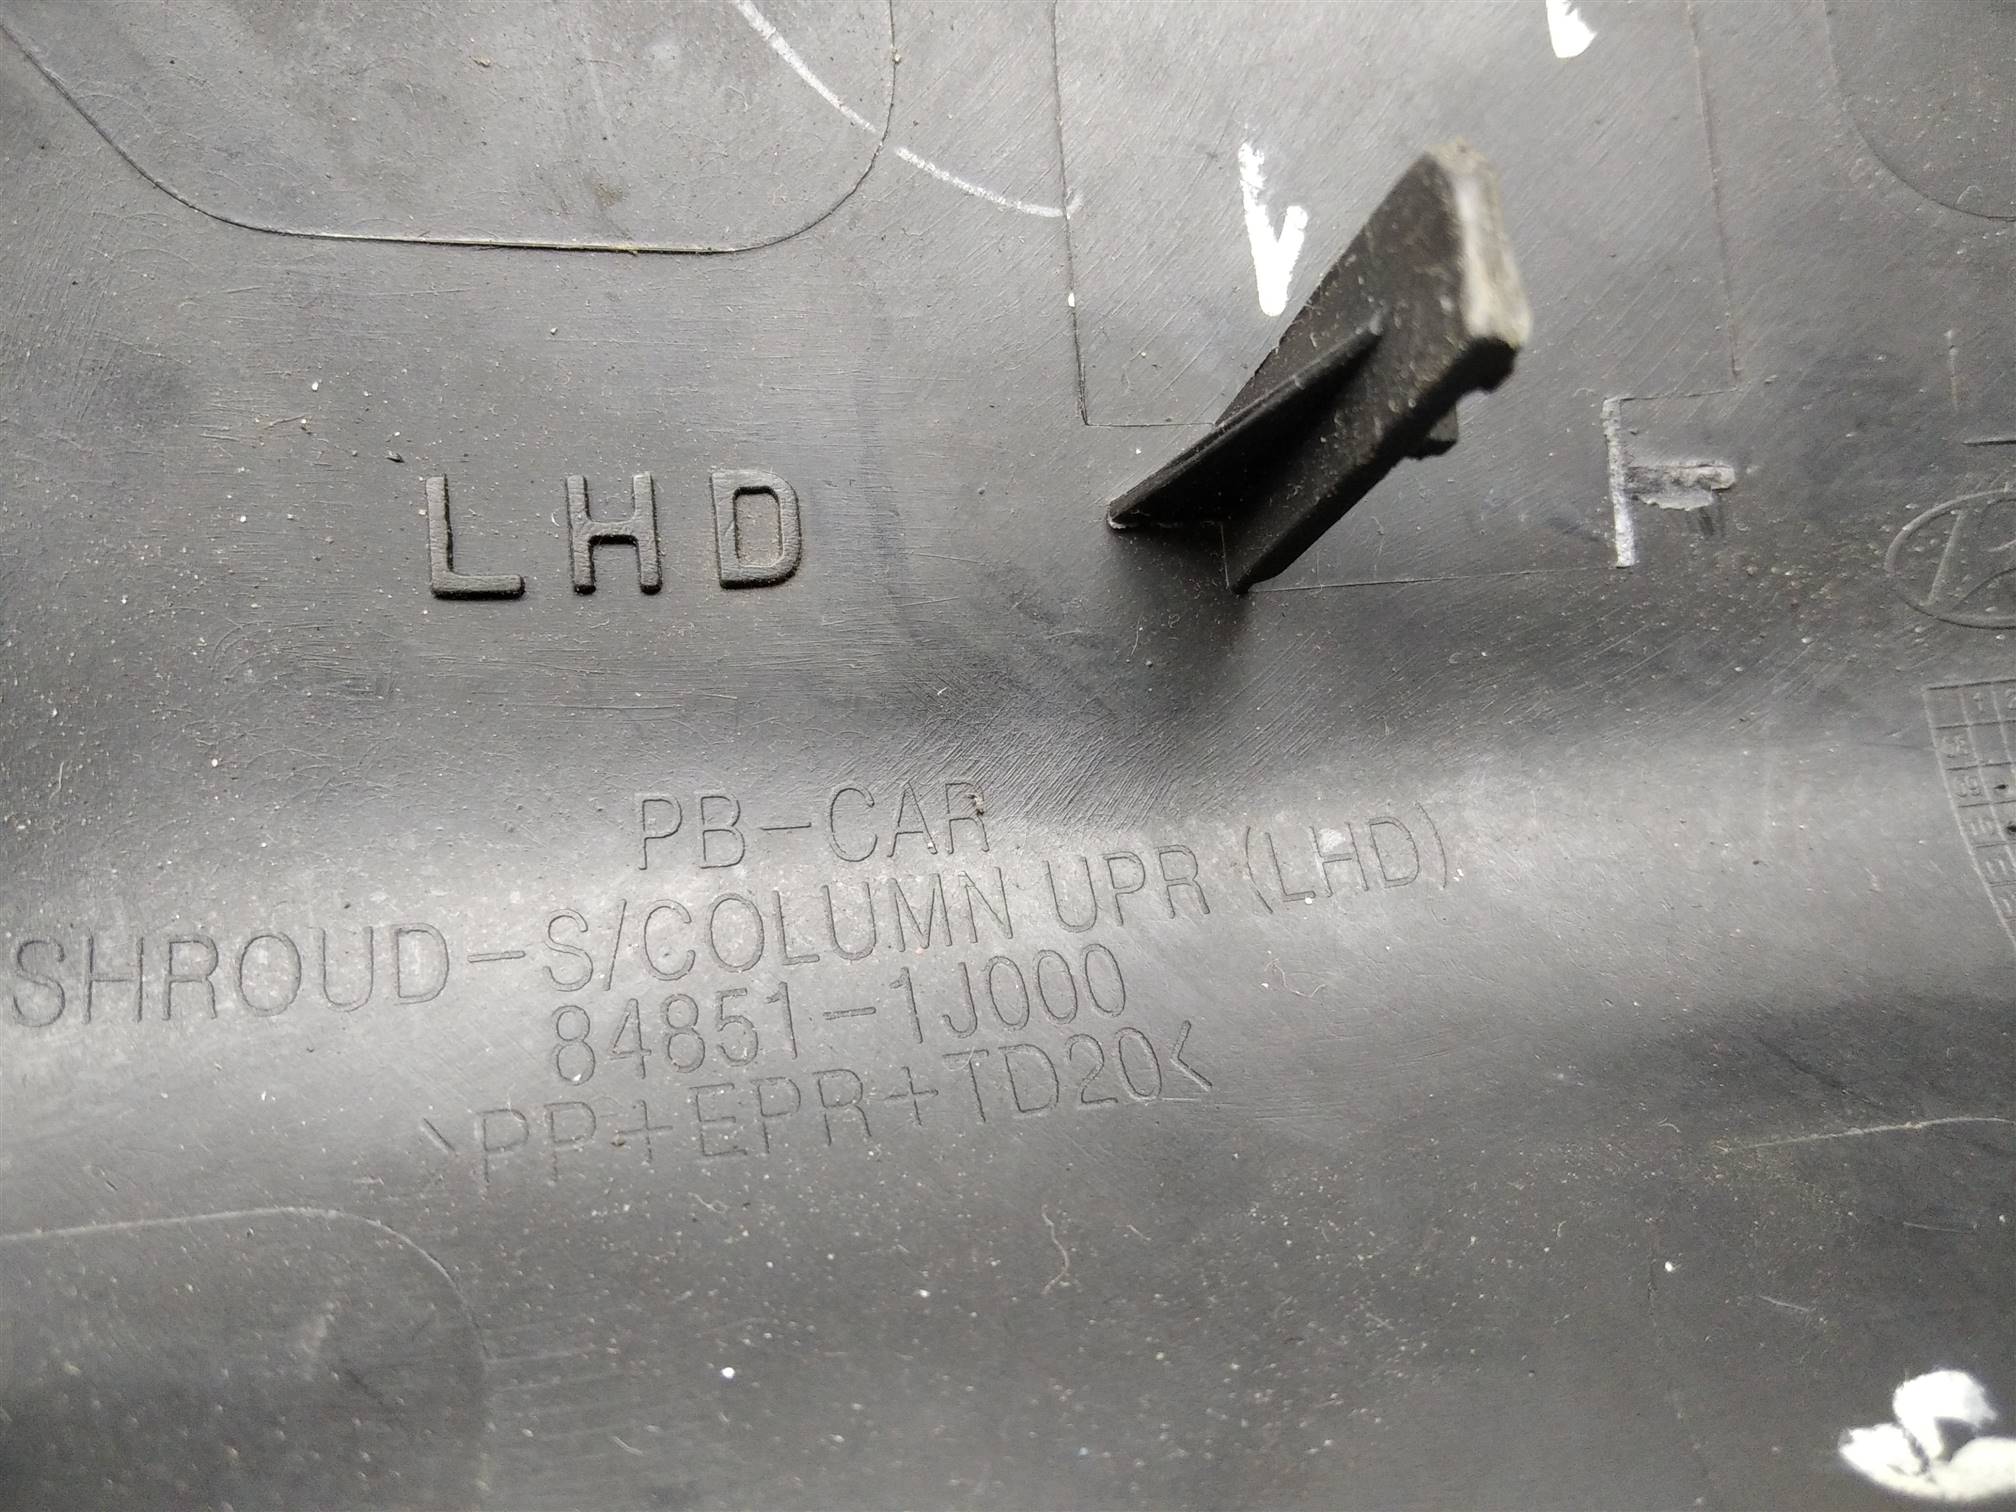 LHD
PB-CAR
SHROUD-S/COLUMN UPR (LHD)
84851-1J000
>PP+EPR+TD20<